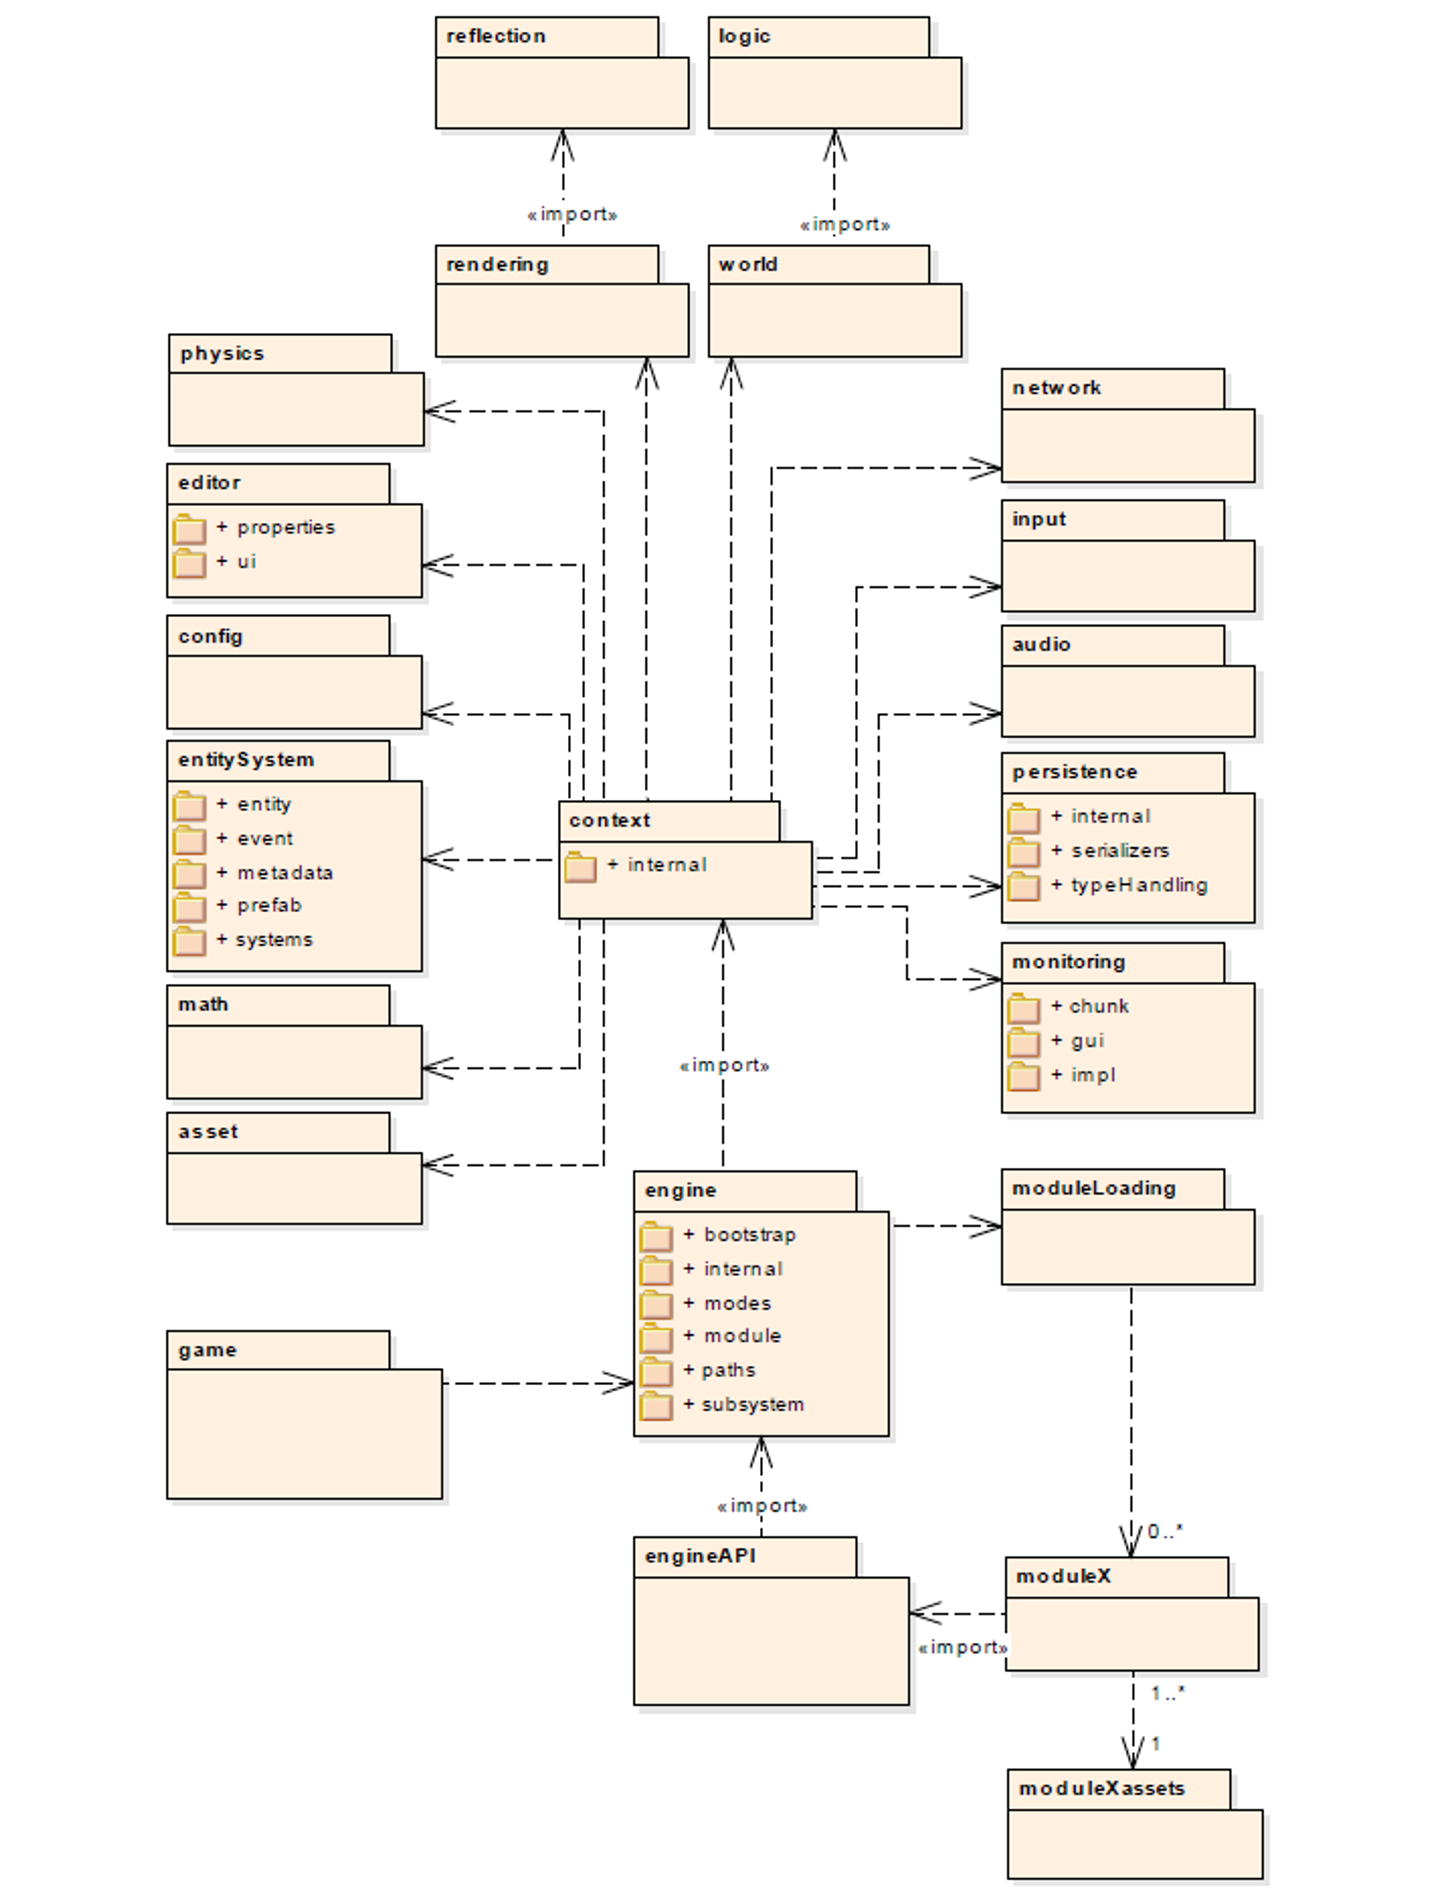 reflection
logic
«import»
«import»
rendering
world
physics
network
editor
+ properties
+ ui
input
config
audio
entitySystem
+ entity
+ event
+ metadata
+ prefab
+ systems
context
+ internal
persistence
+ internal
+ serializers
+ typeHandling
monitoring
+ chunk
+ gui
+ impl
math
«import»
asset
engine
+ bootstrap
+ internal
+ modes
+ module
+ paths
+ subsystem
moduleLoading
game
«import»
0..*
engineAPI
moduleX
«import»
1..*
1
moduleXassets